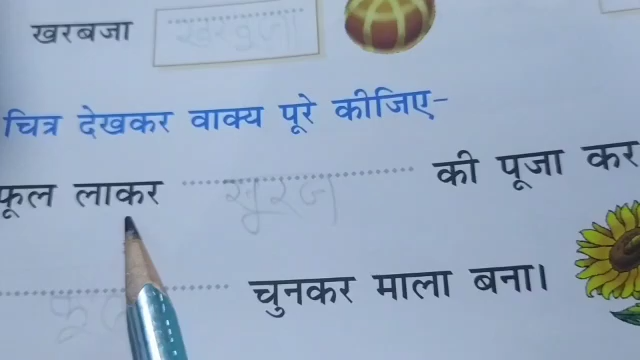 खरबजा खरबूजा
चित्र देखकर वाक्य पूरे कीजिए-
फूल लाकर सूरज की पूजा कर
फूल चुनकर माला बना।